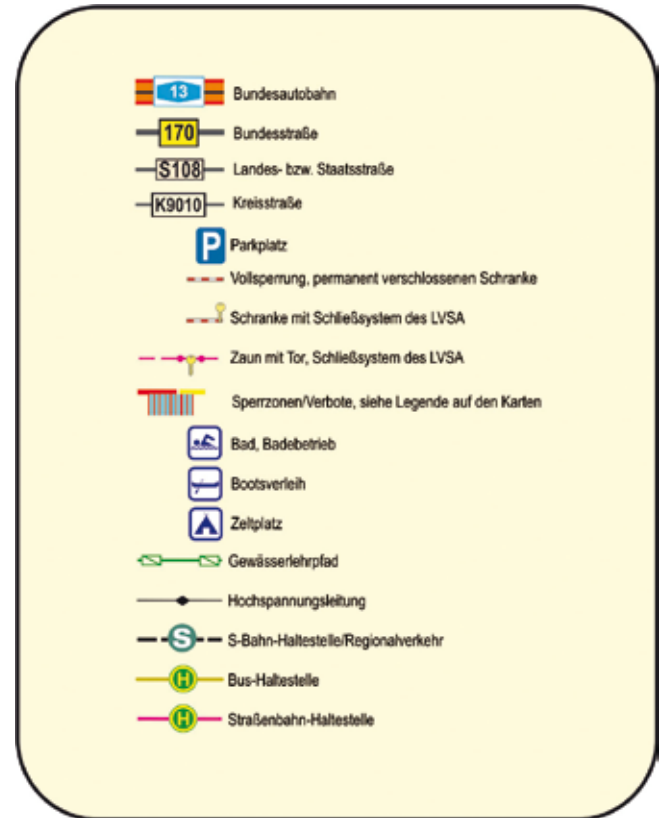 13 Bundesautobahn
170 Bundesstraße
S108 Landes- bzw. Staatsstraße
K9010 Kreisstraße
P Parkplatz
Vollsperrung, permanent verschlossenen Schranke
Schranke mit Schließsystem des LVSA
Zaun mit Tor, Schließsystem des LVSA
Sperrzonen/Verbote, siehe Legende auf den Karten
Bad, Badebetrieb
Bootsverleih
Zeltplatz
Gewässerlehrpfad
Hochspannungsleitung
S S-Bahn-Haltestelle/Regionalverkehr
H Bus-Haltestelle
H Straßenbahn-Haltestelle